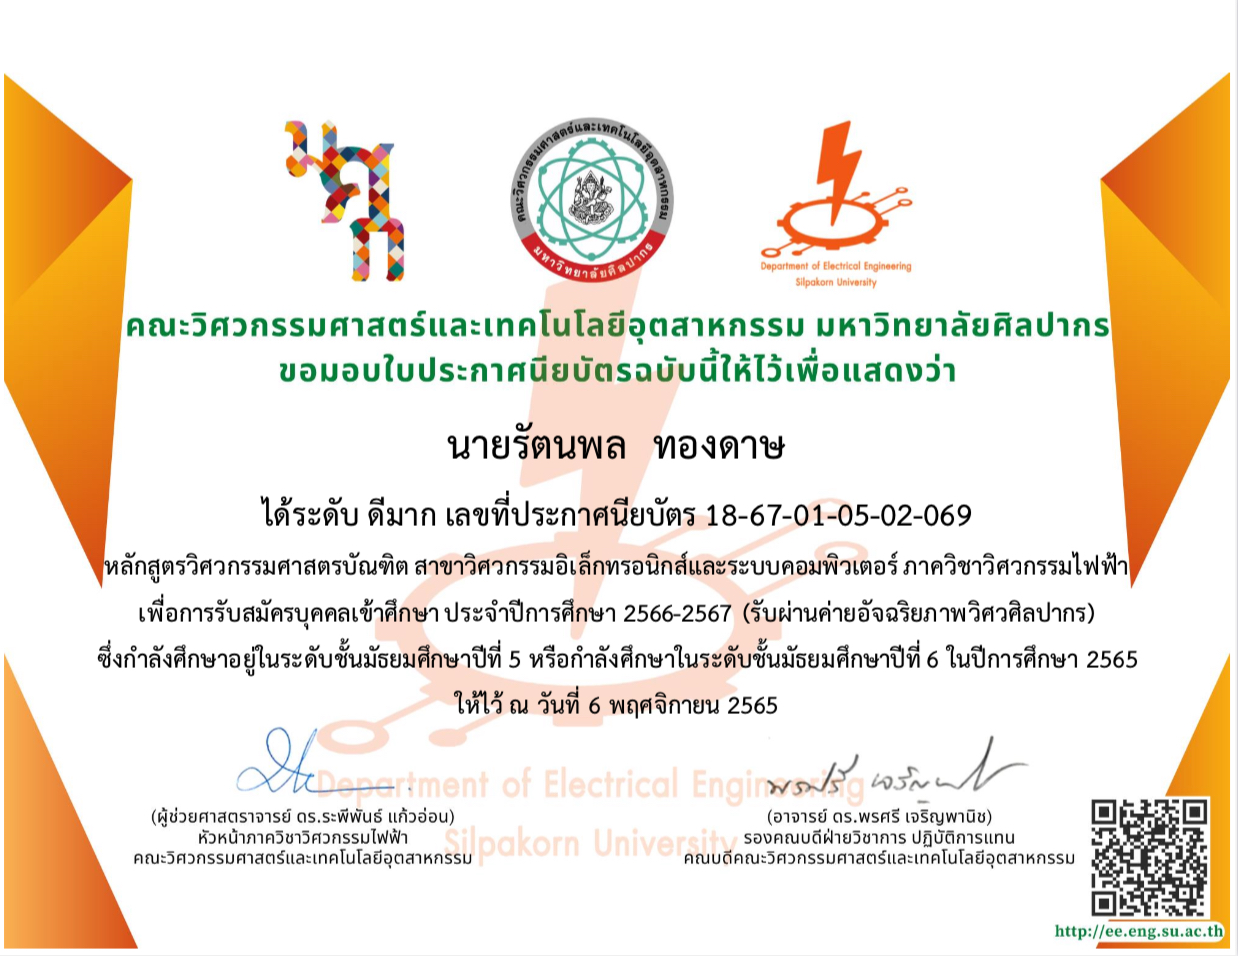 มศก
คณะวิศวกรรมศาสตร์และเทคโนโลยีอุตสาหกรรม
มหาวิทยาลัยศิลปากร
Department of Electrical Engineering
Silpakorn University
คณะวิศวกรรมศาสตร์และเทคโนโลยีอุตสาหกรรม มหาวิทยาลัยศิลปากร
ขอมอบใบประกาศนียบัตรฉบับนี้ให้ไว้เพื่อแสดงว่า
นายรัตนพล ทองดาษ
ได้ระดับ ดีมาก เลขที่ประกาศนียบัตร 18-67-01-05-02-069
หลักสูตรวิศวกรรมศาสตรบัณฑิต สาขาวิศวกรรมอิเล็กทรอนิกส์และระบบคอมพิวเตอร์ ภาควิชาวิศวกรรมไฟฟ้า
เพื่อการรับสมัครบุคคลเข้าศึกษา ประจำปีการศึกษา 2566-2567 (รับผ่านค่ายอัจฉริยภาพวิศวศิลปากร)
ซึ่งกำลังศึกษาอยู่ในระดับชั้นมัธยมศึกษาปีที่ 5 หรือกำลังศึกษาในระดับชั้นมัธยมศึกษาปีที่ 6 ในปีการศึกษา 2565
ให้ไว้ ณ วันที่ 6 พฤศจิกายน 2565
Department of Electrical Engineering
Silpakorn University
พรศรี เจริญพานิช
(ผู้ช่วยศาสตราจารย์ ดร.ระพีพันธ์ แก้วอ่อน)
หัวหน้าภาควิชาวิศวกรรมไฟฟ้า
คณะวิศวกรรมศาสตร์และเทคโนโลยีอุตสาหกรรม
(อาจารย์ ดร.พรศรี เจริญพานิช)
รองคณบดีฝ่ายวิชาการ ปฏิบัติการแทน
คณบดีคณะวิศวกรรมศาสตร์และเทคโนโลยีอุตสาหกรรม
http://ee.eng.su.ac.th